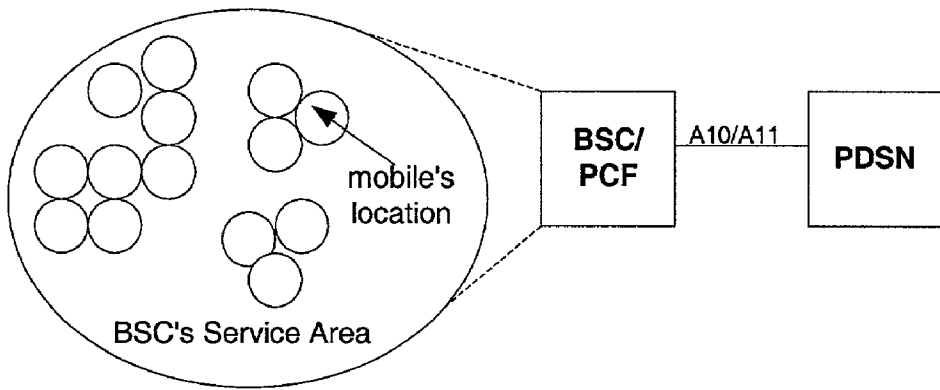 mobile's
location
BSC's Service Area
BSC/
PCF
A10/A11
PDSN